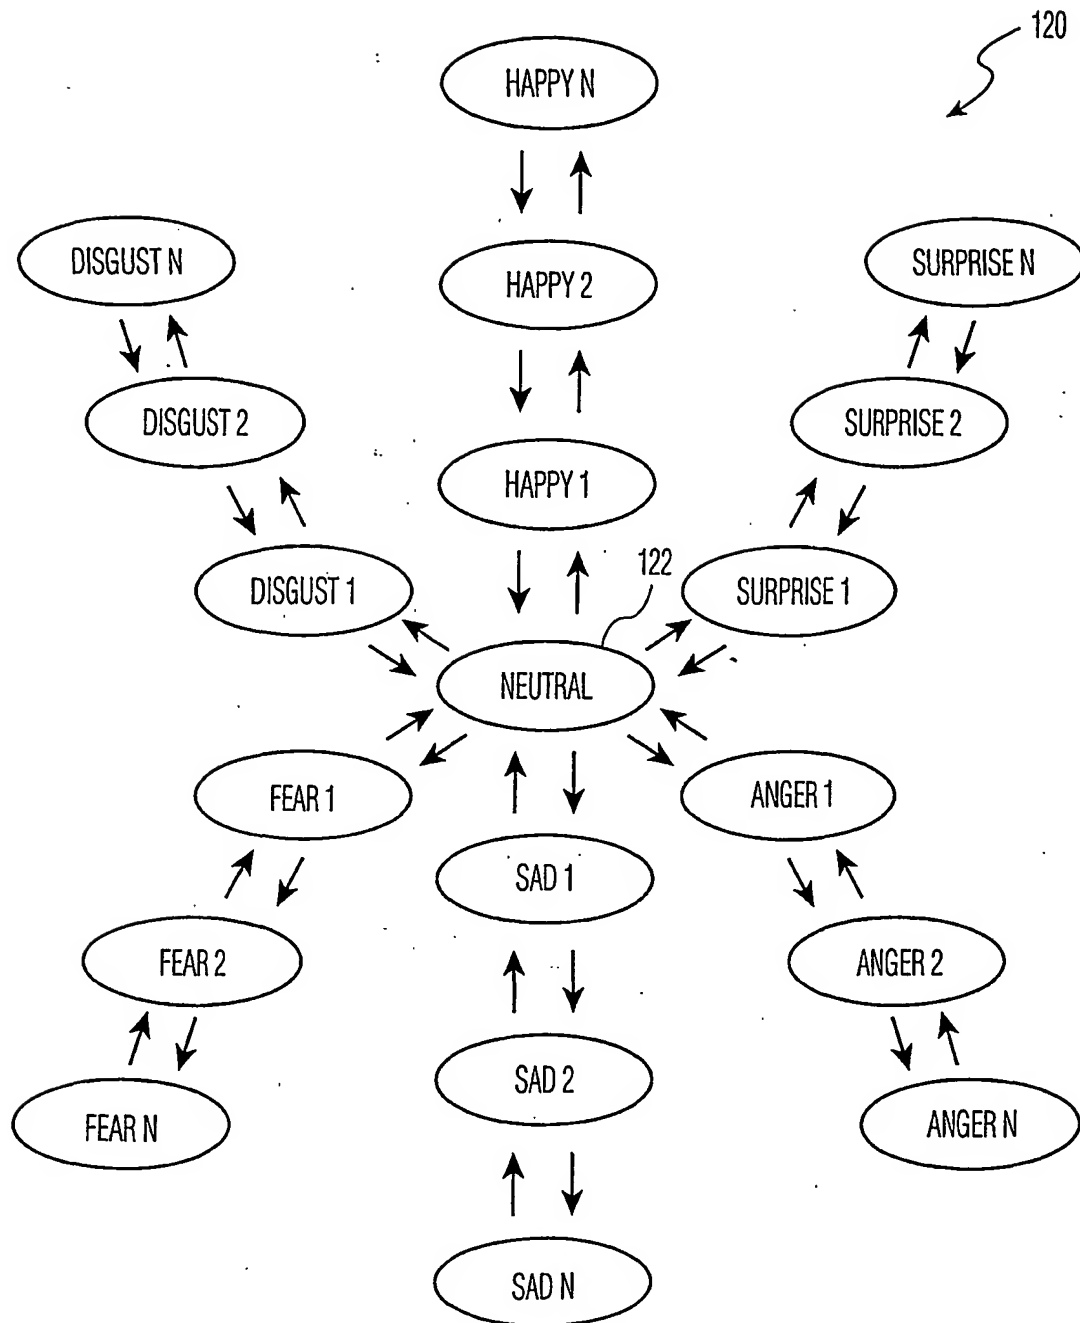 120
HAPPY N
DISGUST N
SURPRISE N
HAPPY 2
DISGUST 2
SURPRISE 2
HAPPY 1
122
DISGUST 1
SURPRISE 1
NEUTRAL
FEAR 1
ANGER 1
SAD 1
FEAR 2
ANGER 2
SAD 2
FEAR N
ANGER N
SAD N